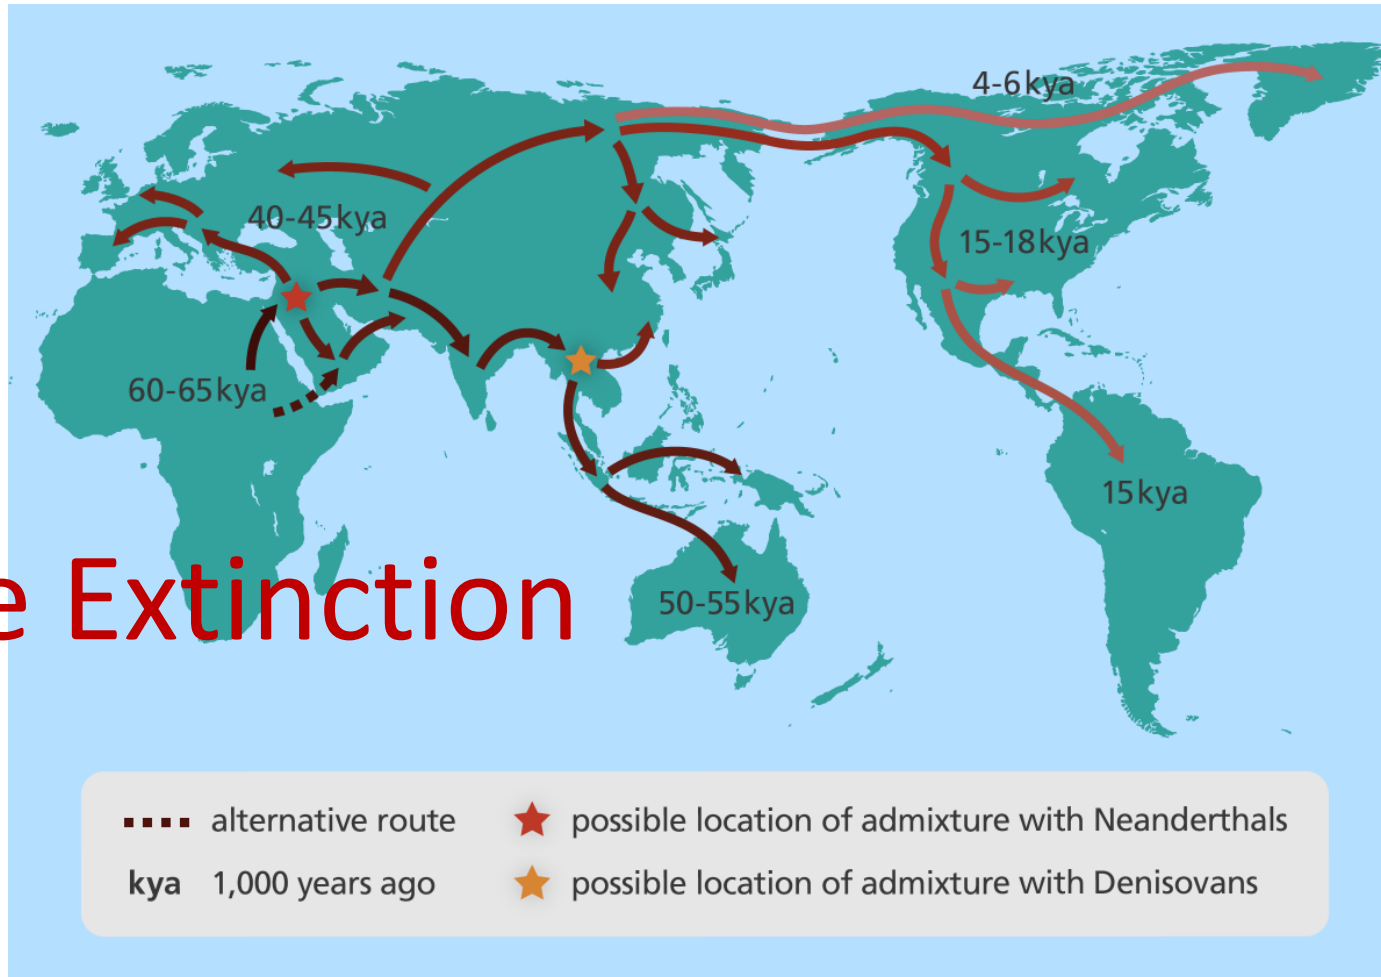 4-6kya
40-45kya
15-18kya
60-65kya
15kya
e Extinction
50-55kya
alternative route
possible location of admixture with Neanderthals
kya 1,000 years ago
possible location of admixture with Denisovans